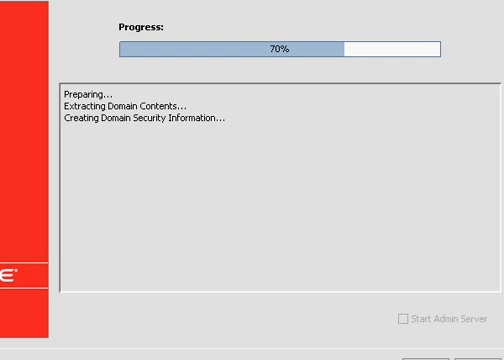 Progress:
70%
Preparing...
Extracting Domain Contents...
Creating Domain Security Information...
E
Start Admin Server